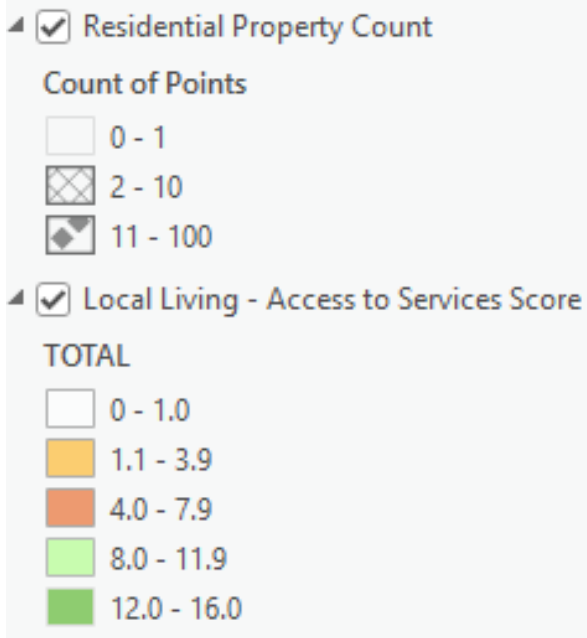 Residential Property Count
Count of Points
0 - 1
2 - 10
11 - 100
Local Living - Access to Services Score
TOTAL
0 - 1.0
1.1 - 3.9
4.0 - 7.9
8.0 - 11.9
12.0 - 16.0